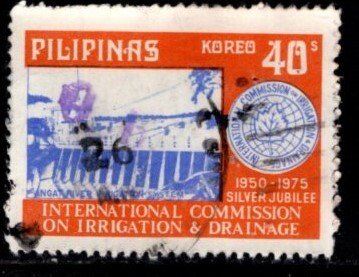 PILIPINAS KOREO 40s
INTERNATIONAL COMMISSION ON IRRIGATION & DRAINAGE
26
ANGAT RIVER IRRIGATION SYSTEM
1950-1975
SILVER JUBILEE
INTERNATIONAL COMMISSION
ON IRRIGATION & DRAINAGE